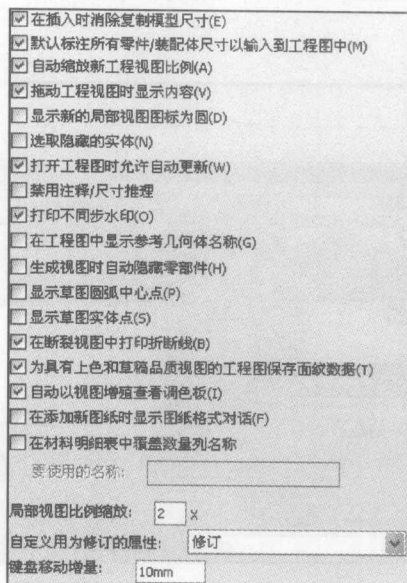 在插入时消除复制模型尺寸(E)
默认标注所有零件/装配体尺寸以输入到工程图中(M)
自动缩放新工程视图比例(A)
拖动工程视图时显示内容(V)
显示新的局部视图图标为圆(D)
选取隐藏的实体(N)
打开工程图时允许自动更新(W)
禁用注释/尺寸推理
打印不同步水印(O)
在工程图中显示参考几何体名称(G)
生成视图时自动隐藏零部件(H)
显示草图圆弧中心点(P)
显示草图实体点(S)
在断裂视图中打印折断线(B)
为具有上色和草稿品质视图的工程图保存面纹数据(T)
自动以视图增殖查看调色板(I)
在添加新图纸时显示图纸格式对话(F)
在材料明细表中覆盖数量列名称
要使用的名称:
局部视图比例缩放: 2 X
自定义用为修订的属性: 修订
键盘移动增量: 10mm